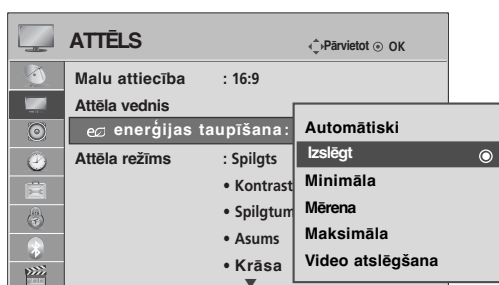 ATTĒLS
Pārvietot OK
Malu attiecība : 16:9
Attēla vednis
enerģijas taupīšana:
Attēla režīms : Spilgts
• Kontrast
• Spilgtum
• Asums
• Krāsa
Automātiski
Izslēgt
Minimāla
Mērena
Maksimāla
Video atslēgšana